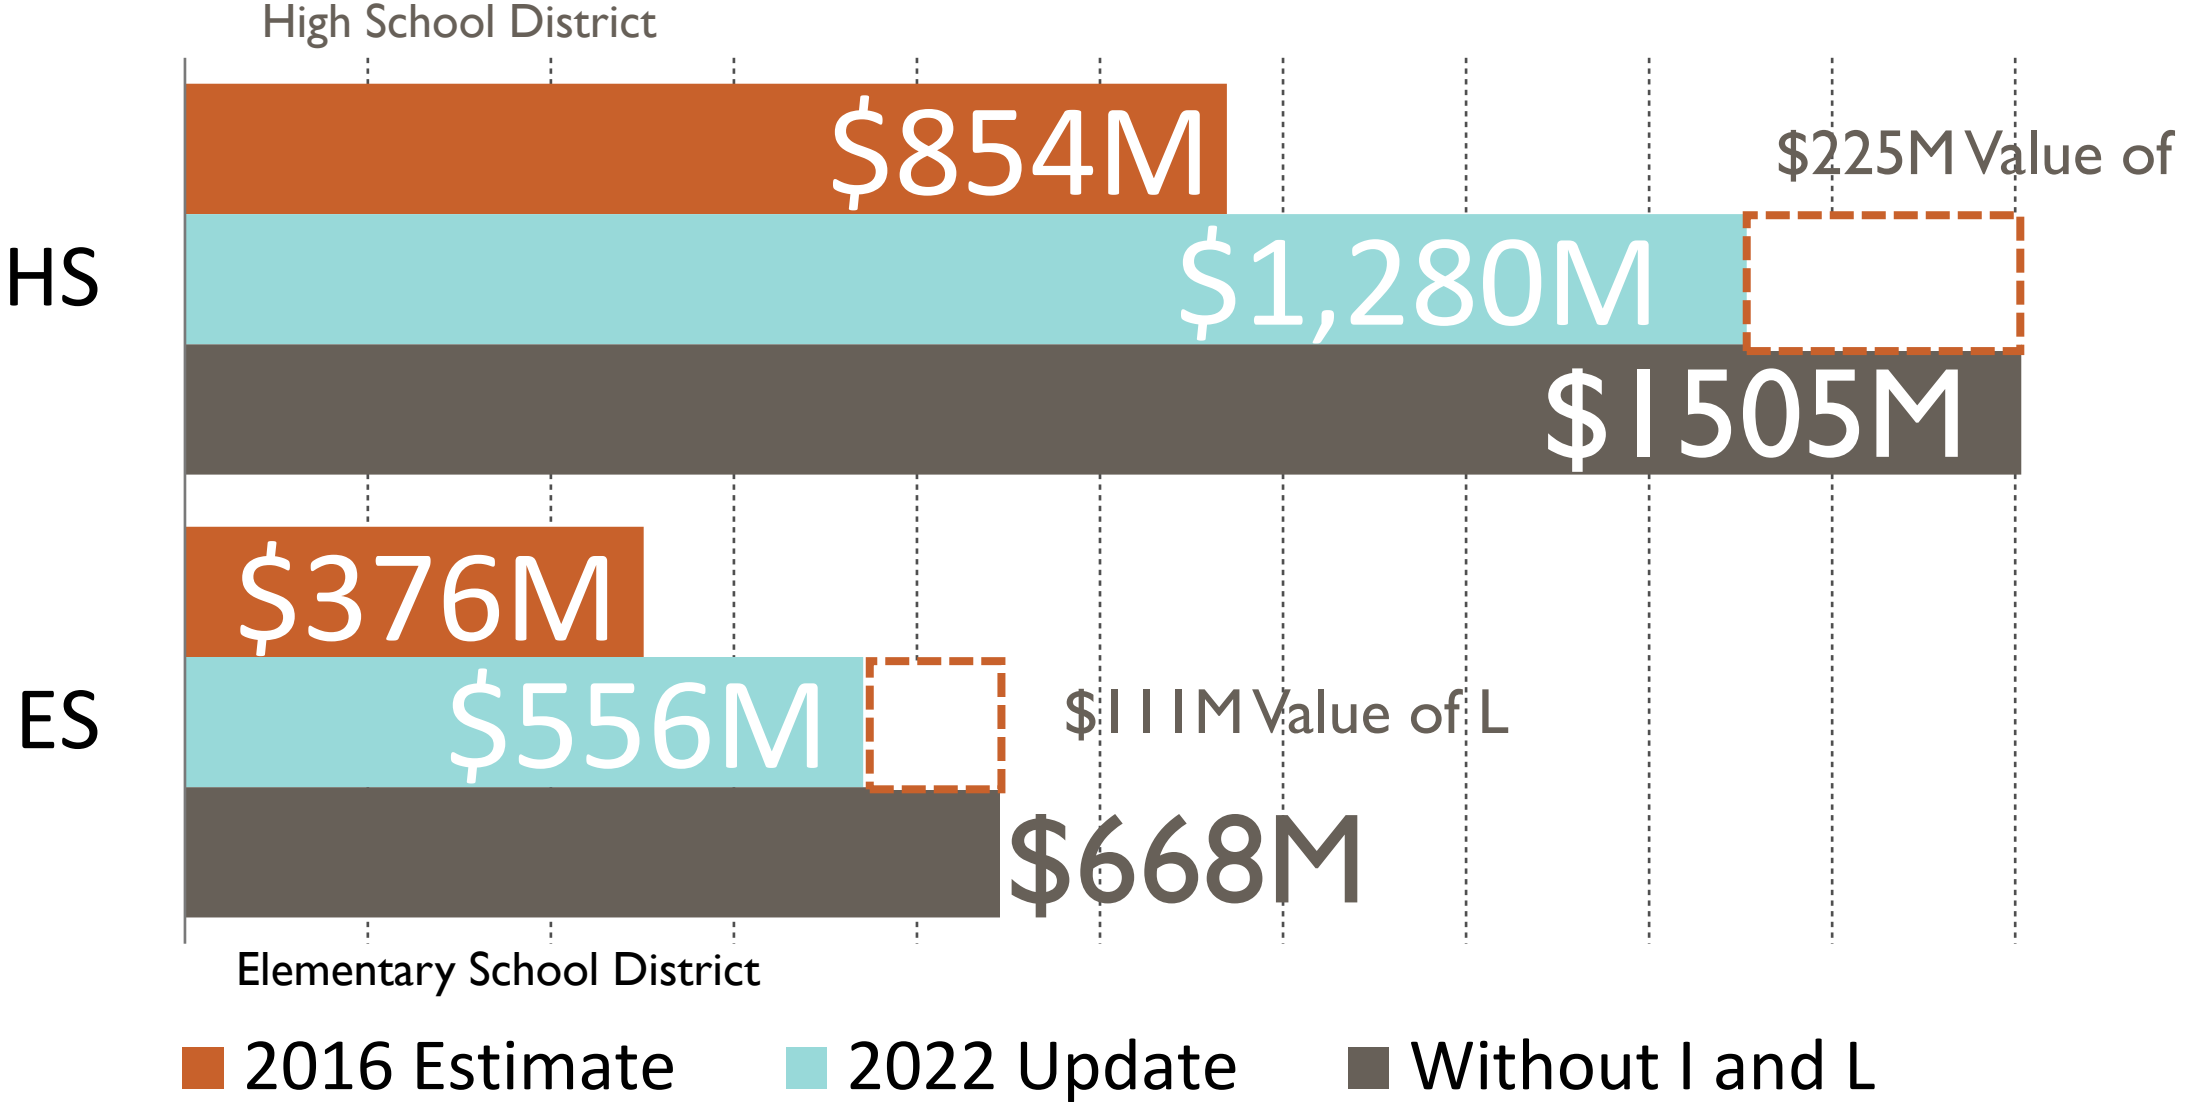 High School District
$854M
$225M Value of
HS
$1,280M
$1505M
$376M
ES
$556M
$111M Value of L
$668M
Elementary School District
2016 Estimate 2022 Update Without I and L